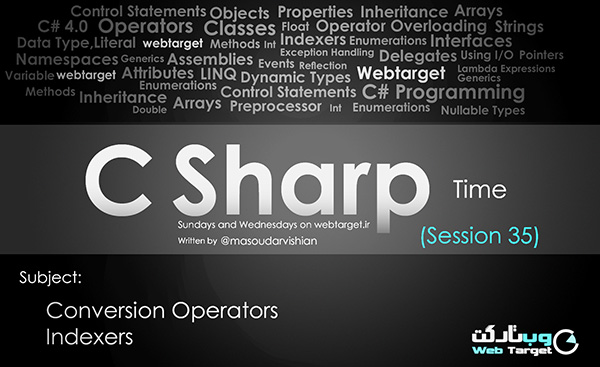 Control Statements Objects Properties Inheritance Arrays
C# 4.0 Operators Classes Float Operator Overloading Strings
Data Type,Literal webtarget Methods Int Indexers Enumerations Interfaces
Namespaces Generics Assemblies Events Exception Handling Delegates Using I/O Pointers
Variable webtarget Attributes LINQ Dynamic Types Reflection Webtarget Lambda Expressions Generics
Methods Inheritance Enumerations Control Statements C# Programming
Double Arrays Preprocessor Int Enumerations Nullable Types
C Sharp Time
Sundays and Wednesdays on webtarget.ir
Written by @masoudarvishian
(Session 35)
Subject:
Conversion Operators
Indexers
وب تارگت
Web Target